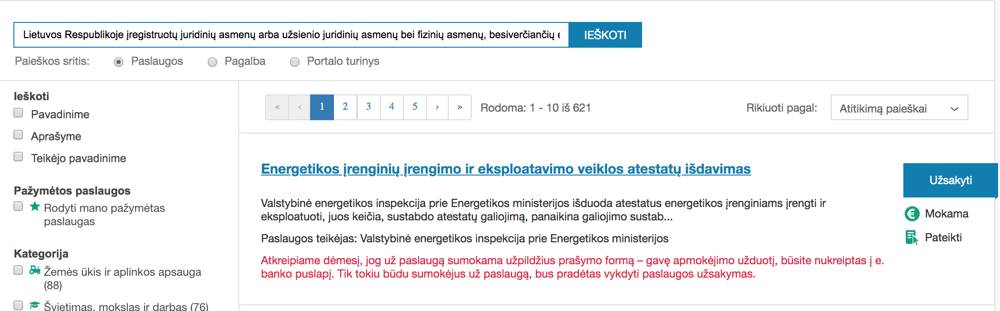 Lietuvos Respublikoje įregistruotų juridinių asmenų arba užsienio juridinių asmenų bei fizinių asmenų, besiverčiančių
IEŠKOTI
Paieškos sritis:
Paslaugos
Pagalba
Portalo turinys
Ieškoti
Pavadinime
Aprašyme
Teikėjo pavadinime
Pažymėtos paslaugos
Rodyti mano pažymėtas
paslaugas
Kategorija
Žemės ūkis ir aplinkos apsauga
(88)
Švietimas, mokslas ir darbas (76)
« ‹ 1 2 3 4 5 › »
Rodoma: 1 - 10 iš 621
Rikiuoti pagal:
Atitikimą paieškai
Energetikos įrenginių įrengimo ir eksploatavimo veiklos atestatų išdavimas
Valstybinė energetikos inspekcija prie Energetikos ministerijos išduoda atestatus energetikos įrenginiams įrengti ir
eksploatuoti, juos keičia, sustabdo atestatų galiojimą, panaikina galiojimo sustab...
Paslaugos teikėjas: Valstybinė energetikos inspekcija prie Energetikos ministerijos
Atkreipiame dėmesį, jog už paslaugą sumokama užpildžius prašymo formą – gavę apmokėjimo užduotį, būsite nukreiptas į e.
banko puslapį. Tik tokiu būdu sumokėjus už paslaugą, bus pradėtas vykdyti paslaugos užsakymas.
Užsakyti
Mokama
Pateikti